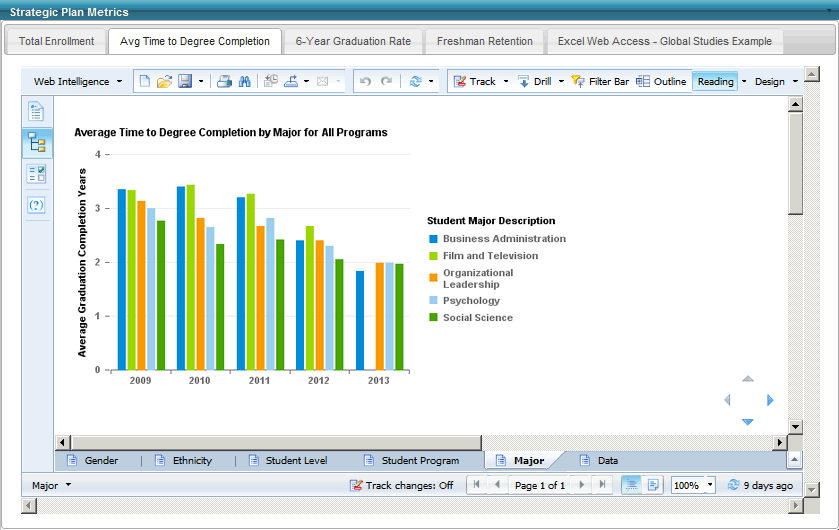 Strategic Plan Metrics
Total Enrollment
Avg Time to Degree Completion
6-Year Graduation Rate
Freshman Retention
Excel Web Access - Global Studies Example
Web Intelligence
Track
Drill
Filter Bar
Outline
Reading
Design
Average Time to Degree Completion by Major for All Programs
Average Graduation Completion Years
4
3
2
1
0
2009 2010 2011 2012 2013
Student Major Description
Business Administration
Film and Television
Organizational
Leadership
Psychology
Social Science
Gender
Ethnicity
Student Level
Student Program
Major
Data
Major
Track changes: Off
Page 1 of 1
100%
9 days ago